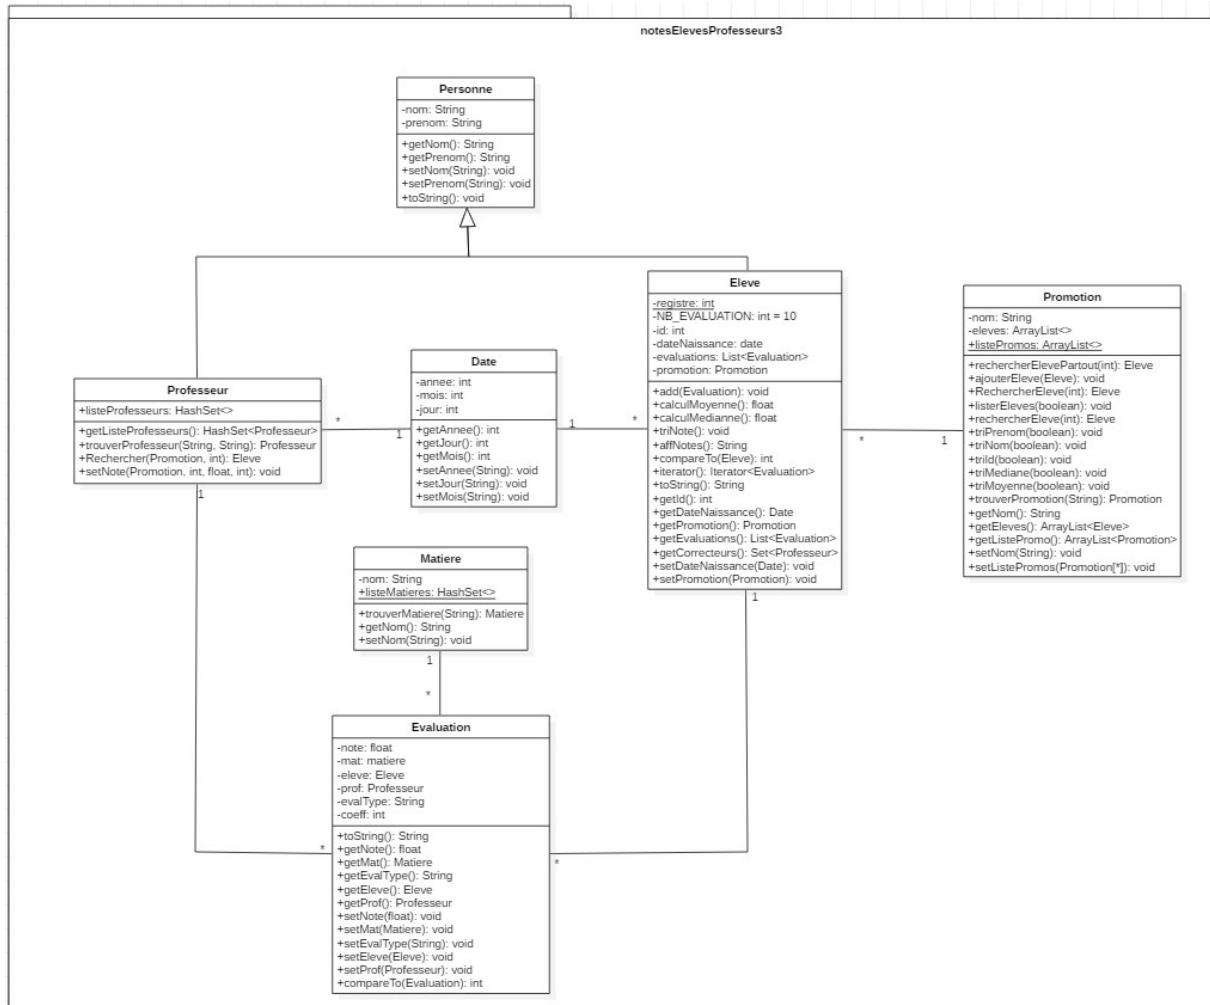 notesElevesProfesseurs3
Personne
-nom: String
-prenom: String
+getNom(): String
+getPrenom(): String
+setNom(String): void
+setPrenom(String): void
+toString(): void
Eleve
-registre: int
-NB_EVALUATION: int = 10
-id: int
-dateNaissance: date
-evaluations: List<Evaluation>
-promotion: Promotion
+add(Evaluation): void
+calculMoyenne(): float
+calculMedianne(): float
+triNote(): void
+affNotes(): String
+compareTo(Eleve): int
+iterator(): Iterator<Evaluation>
+toString(): String
+getId(): int
+getDateNaissance(): Date
+getPromotion(): Promotion
+getEvaluations(): List<Evaluation>
+getCorrecteurs(): Set<Professeur>
+setDateNaissance(Date): void
+setPromotion(Promotion): void
Promotion
-nom: String
-eleves: ArrayList<>
+listePromos: ArrayList<>
+rechercherElevePartout(int): Eleve
+ajouterEleve(Eleve): void
+RechercherEleve(int): Eleve
+listerEleves(boolean): void
+rechercherEleve(int): Eleve
+triPrenom(boolean): void
+triNom(boolean): void
+triId(boolean): void
+triMediane(boolean): void
+triMoyenne(boolean): void
+trouverPromotion(String): Promotion
+getNom(): String
+getEleves(): ArrayList<Eleve>
+getListePromo(): ArrayList<Promotion>
+setNom(String): void
+setListePromos(Promotion[*]): void
Date
-annee: int
-mois: int
-jour: int
+getAnnee(): int
+getJour(): int
+getMois(): int
+setAnnee(String): void
+setJour(String): void
+setMois(String): void
Professeur
+listeProfesseurs: HashSet<>
+getListeProfesseurs(): HashSet<Professeur>
+trouverProfesseur(String, String): Professeur
+Rechercher(Promotion, int): Eleve
+setNote(Promotion, int, float, int): void
*
1
1
*
*
1
1
1
Matiere
-nom: String
+listeMatieres: HashSet<>
+trouverMatiere(String): Matiere
+getNom(): String
+setNom(String): void
1
*
Evaluation
-note: float
-mat: matiere
-eleve: Eleve
-prof: Professeur
-evalType: String
-coeff: int
+toString(): String
+getNote(): float
+getMat(): Matiere
+getEvalType(): String
+getEleve(): Eleve
+getProf(): Professeur
+setNote(float): void
+setMat(Matiere): void
+setEvalType(String): void
+setEleve(Eleve): void
+setProf(Professeur): void
+compareTo(Evaluation): int
*
*